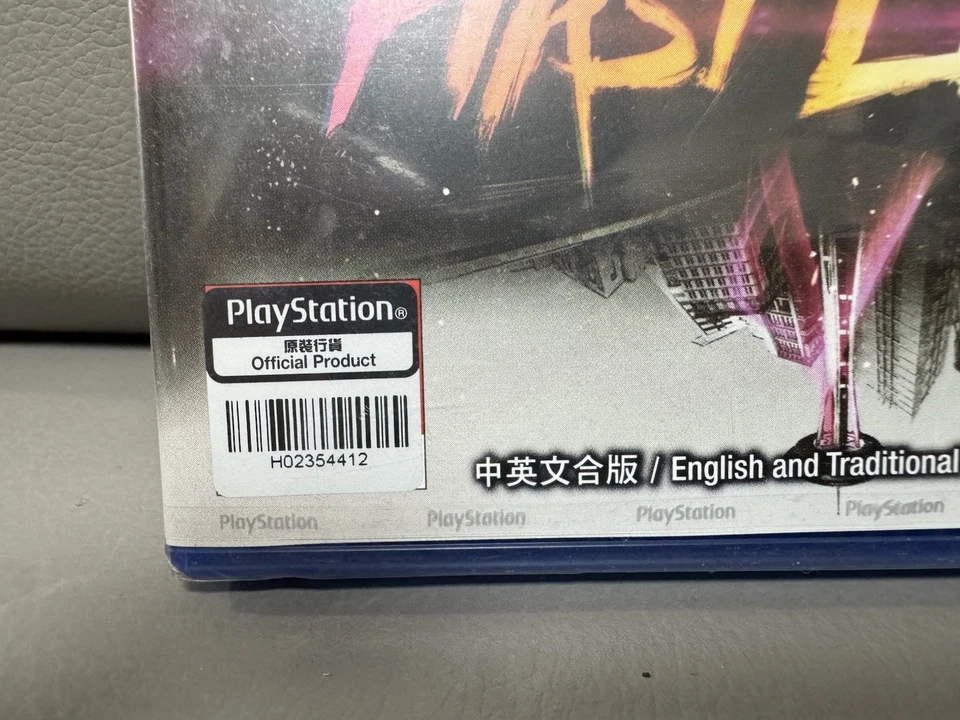 FIRST L
PlayStation®
原裝行貨
Official Product
H02354412
中英文合版 / English and Traditional
PlayStation PlayStation PlayStation PlayStation